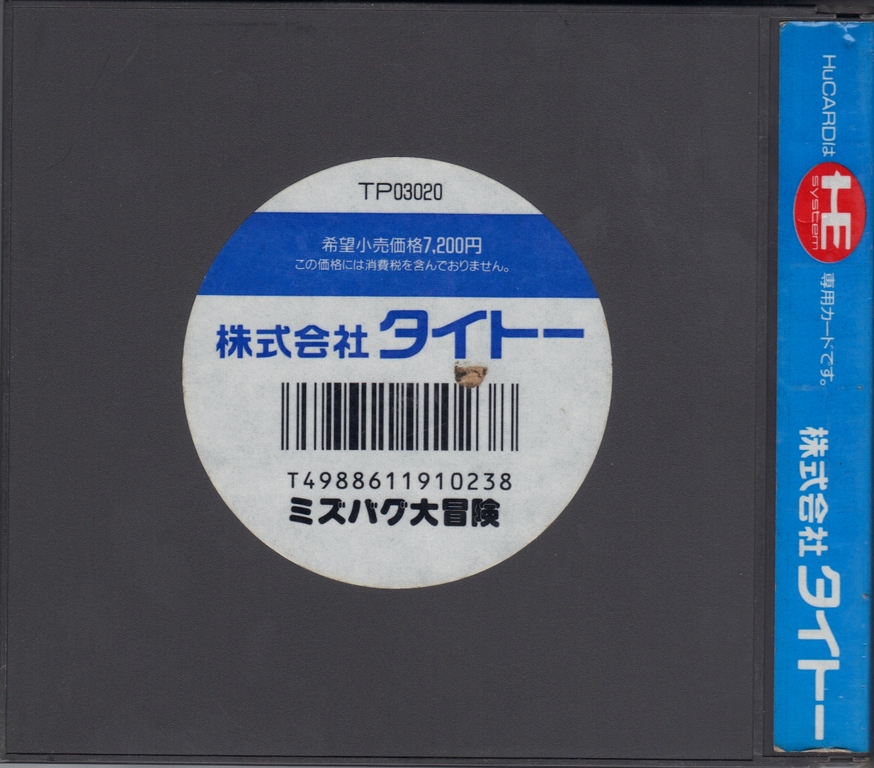 TP03020
希望小売価格7,200円
この価格には消費税を含んでおりません。
株式会社タイトー
T4988611910238
ミズバグ大冒険
HuCARDは HE system 専用カードです。
株式会社タイトー